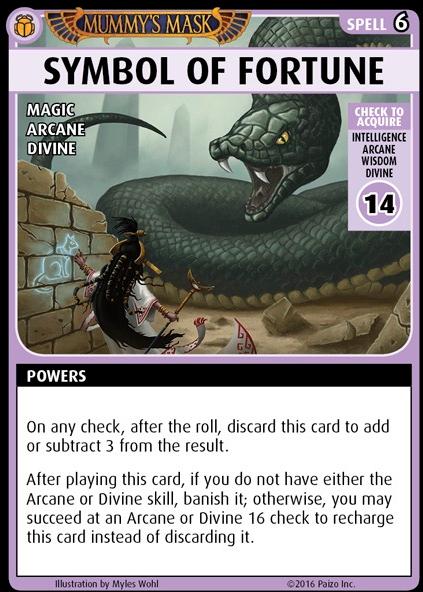 MUMMY'S MASK
SPELL 6
SYMBOL OF FORTUNE
MAGIC
ARCANE
DIVINE
CHECK TO
ACQUIRE
INTELLIGENCE
ARCANE
WISDOM
DIVINE
14
POWERS
On any check, after the roll, discard this card to add
or subtract 3 from the result.
After playing this card, if you do not have either the
Arcane or Divine skill, banish it; otherwise, you may
succeed at an Arcane or Divine 16 check to recharge
this card instead of discarding it.
Illustration by Myles Wohl
©2016 Paizo Inc.